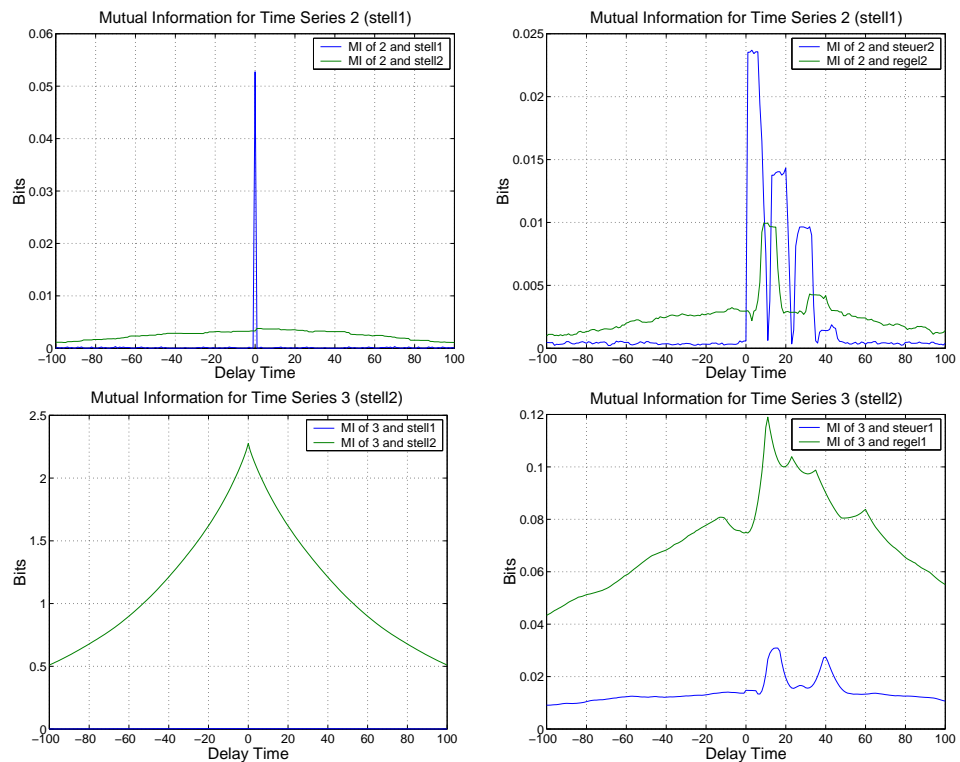 Mutual Information for Time Series 2 (stell1)
0.06
0.05
0.04
0.03
0.02
0.01
0
Bits
MI of 2 and stell1
MI of 2 and stell2
−100 −80 −60 −40 −20 0 20 40 60 80 100
Delay Time
Mutual Information for Time Series 2 (stell1)
0.025
0.02
0.015
0.01
0.005
0
Bits
MI of 2 and steuer2
MI of 2 and regel2
−100 −80 −60 −40 −20 0 20 40 60 80 100
Delay Time
Mutual Information for Time Series 3 (stell2)
2.5
2
1.5
1
0.5
0
Bits
MI of 3 and stell1
MI of 3 and stell2
−100 −80 −60 −40 −20 0 20 40 60 80 100
Delay Time
Mutual Information for Time Series 3 (stell2)
0.12
0.1
0.08
0.06
0.04
0.02
0
Bits
MI of 3 and steuer1
MI of 3 and regel1
−100 −80 −60 −40 −20 0 20 40 60 80 100
Delay Time